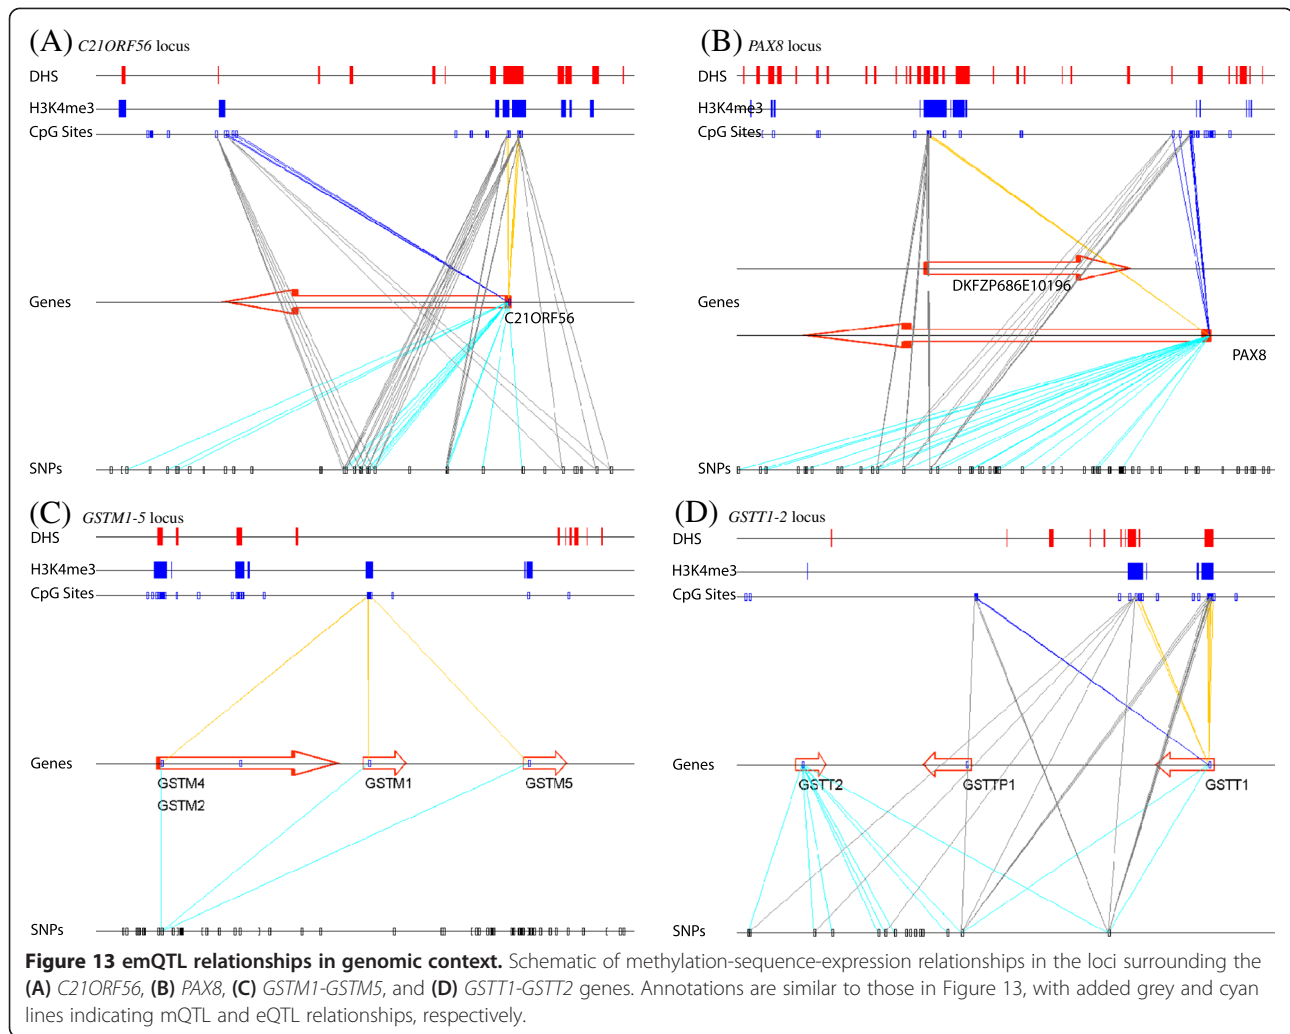 (A) C21ORF56 locus
DHS
H3K4me3
CpG Sites
Genes
C21ORF56
SNPs
(B) PAX8 locus
DHS
H3K4me3
CpG Sites
DKFZP686E10196
Genes
PAX8
SNPs
(C) GSTM1-5 locus
DHS
H3K4me3
CpG Sites
Genes
GSTM4
GSTM2
GSTM1
GSTM5
SNPs
(D) GSTT1-2 locus
DHS
H3K4me3
CpG Sites
Genes
GSTT2
GSTTP1
GSTT1
SNPs
Figure 13 emQTL relationships in genomic context. Schematic of methylation-sequence-expression relationships in the loci surrounding the
(A) C21ORF56, (B) PAX8, (C) GSTM1-GSTM5, and (D) GSTT1-GSTT2 genes. Annotations are similar to those in Figure 13, with added grey and cyan
lines indicating mQTL and eQTL relationships, respectively.